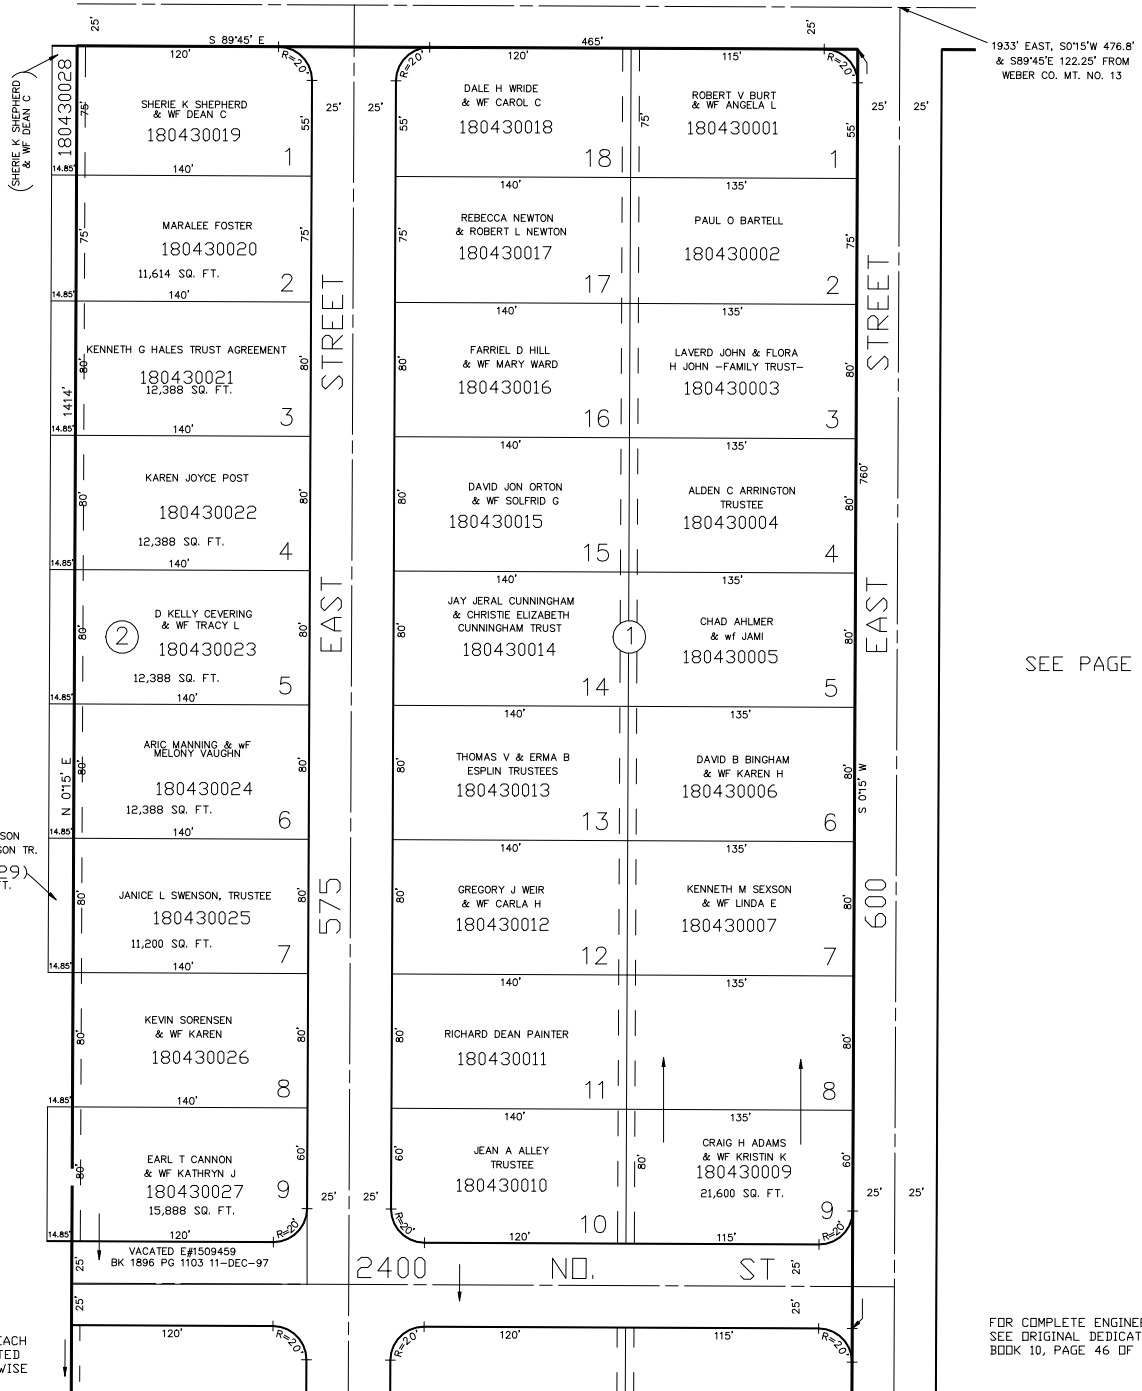 25'
S 89°45' E
465'
25'
1933' EAST, S0°15'W 476.8'
& S89°45'E 122.25' FROM
WEBER CO. MT. NO. 13
(SHERIE K SHEPHERD
& WF DEAN C)
180430028
120'
R=20'
R=20'
120'
115'
75'
SHERIE K SHEPHERD
& WF DEAN C
180430019
1
55'
25'
25'
55'
DALE H WRIDE
& WF CAROL C
180430018
18
75'
ROBERT V BURT
& WF ANGELA L
180430001
1
R=20'
55'
25'
25'
14.85'
140'
140'
135'
75'
MARALEE FOSTER
180430020
11,614 SQ. FT.
2
75'
75'
REBECCA NEWTON
& ROBERT L NEWTON
180430017
17
PAUL O BARTELL
180430002
2
75'
14.85'
140'
140'
135'
80'
KENNETH G HALES TRUST AGREEMENT
180430021
12,388 SQ. FT.
3
80'
80'
FARRIEL D HILL
& WF MARY WARD
180430016
16
LAVERD JOHN & FLORA
H JOHN -FAMILY TRUST-
180430003
3
80'
1414'
14.85'
140'
140'
135'
80'
KAREN JOYCE POST
180430022
12,388 SQ. FT.
4
80'
80'
DAVID JON ORTON
& WF SOLFRID G
180430015
15
ALDEN C ARRINGTON
TRUSTEE
180430004
4
80'
760'
14.85'
140'
140'
135'
80'
2
D KELLY CEVERING
& WF TRACY L
180430023
12,388 SQ. FT.
5
80'
80'
JAY JERAL CUNNINGHAM
& CHRISTIE ELIZABETH
CUNNINGHAM TRUST
180430014
14
1
CHAD AHLMER
& wf JAMI
180430005
5
80'
SEE PAGE
14.85'
140'
140'
135'
N 0°15' E
80'
ARIC MANNING & wF
MELONY VAUGHN
180430024
12,388 SQ. FT.
6
80'
80'
THOMAS V & ERMA B
ESPLIN TRUSTEES
180430013
13
DAVID B BINGHAM
& WF KAREN H
180430006
6
80'
S 0°15' W
SON
SON TR.
29)
T.
14.85'
140'
140'
135'
80'
JANICE L SWENSON, TRUSTEE
180430025
11,200 SQ. FT.
7
80'
80'
GREGORY J WEIR
& WF CARLA H
180430012
12
KENNETH M SEXSON
& WF LINDA E
180430007
7
80'
575 EAST STREET
600 EAST STREET
14.85'
140'
140'
135'
80'
KEVIN SORENSEN
& WF KAREN
180430026
8
80'
80'
RICHARD DEAN PAINTER
180430011
11
8
80'
14.85'
140'
140'
135'
80'
EARL T CANNON
& WF KATHRYN J
180430027
15,888 SQ. FT.
9
60'
25'
25'
60'
JEAN A ALLEY
TRUSTEE
180430010
10
80'
CRAIG H ADAMS
& WF KRISTIN K
180430009
21,600 SQ. FT.
9
60'
25'
25'
14.85'
120'
R=20'
R=20'
120'
115'
VACATED E#1509459
BK 1896 PG 1103 11-DEC-97
25'
2400 NO. ST
25'
25'
25'
120'
R=20'
R=20'
120'
115'
R=20'
EACH
TED
WISE
FOR COMPLETE ENGINE
SEE ORIGINAL DEDICAT
BOOK 10, PAGE 46 OF